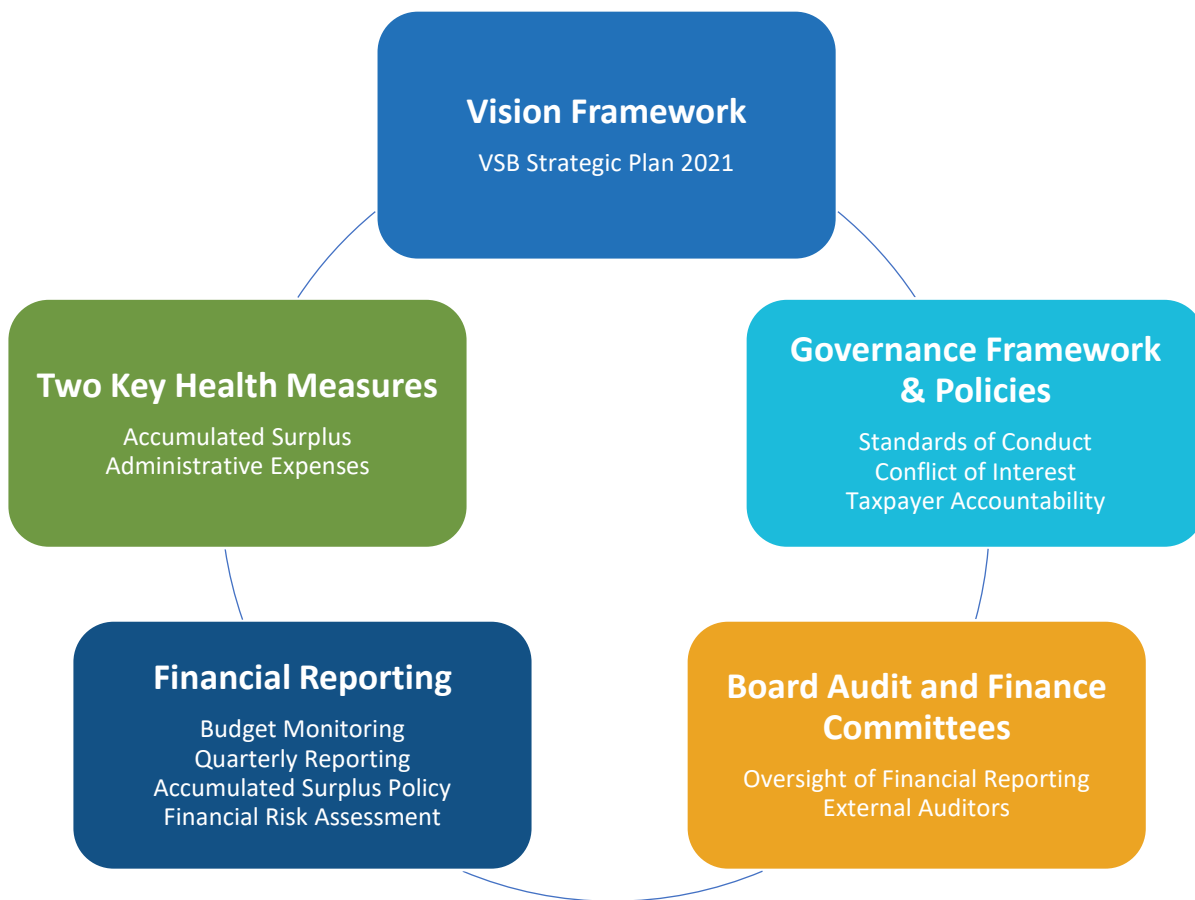 Vision Framework
VSB Strategic Plan 2021
Two Key Health Measures
Accumulated Surplus
Administrative Expenses
Governance Framework
& Policies
Standards of Conduct
Conflict of Interest
Taxpayer Accountability
Financial Reporting
Budget Monitoring
Quarterly Reporting
Accumulated Surplus Policy
Financial Risk Assessment
Board Audit and Finance
Committees
Oversight of Financial Reporting
External Auditors